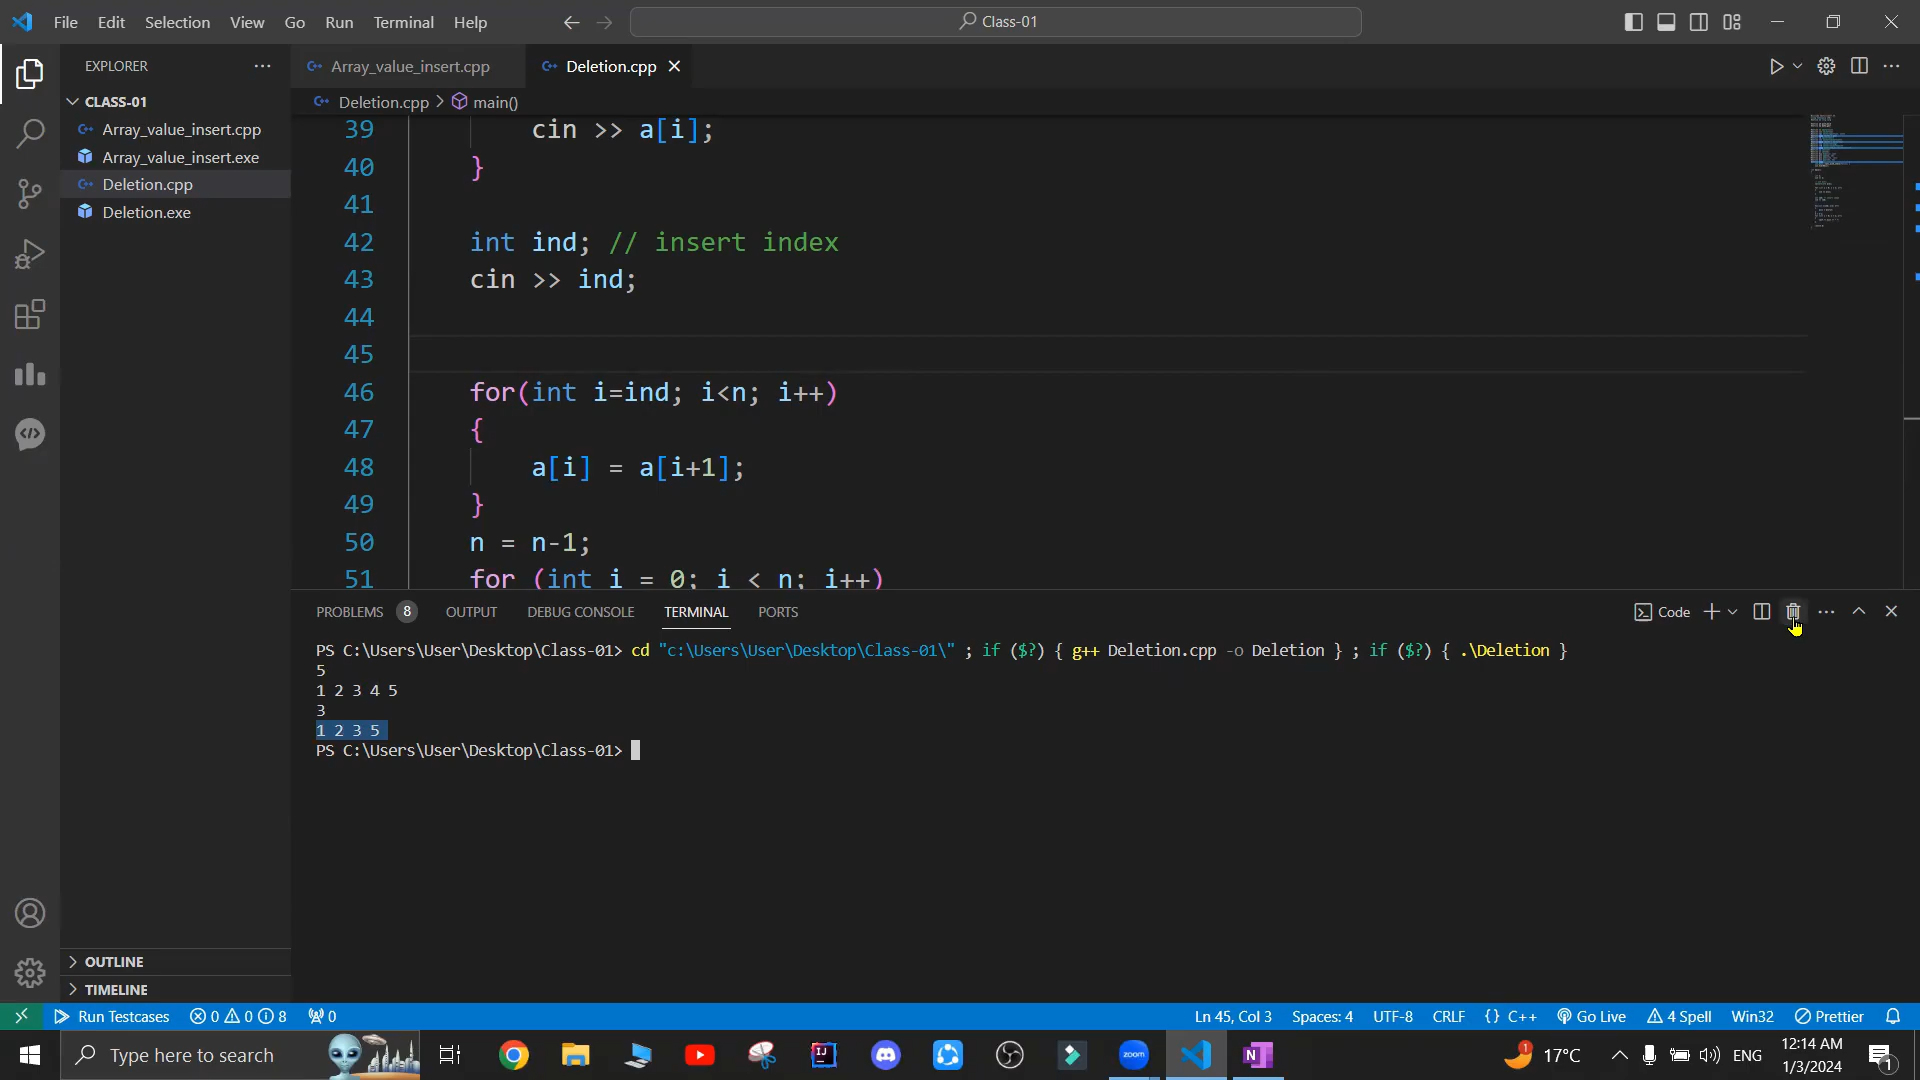 File Edit Selection View Go Run Terminal Help
Class-01
EXPLORER
Array_value_insert.cpp
Deletion.cpp
CLASS-01
Deletion.cpp > main()
Array_value_insert.cpp
Array_value_insert.exe
Deletion.cpp
Deletion.exe
39 cin >> a[i];
40 }
41
42 int ind; // insert index
43 cin >> ind;
44
45
46 for(int i=ind; i<n; i++)
47 {
48 a[i] = a[i+1];
49 }
50 n = n-1;
51 for (int i = 0; i < n; i++)
PROBLEMS 8 OUTPUT DEBUG CONSOLE TERMINAL PORTS
Code
PS C:\Users\User\Desktop\Class-01> cd "c:\Users\User\Desktop\Class-01\" ; if ($?) { g++ Deletion.cpp -o Deletion } ; if ($?) { .\Deletion }
5
1 2 3 4 5
3
1 2 3 5
PS C:\Users\User\Desktop\Class-01>
OUTLINE
TIMELINE
Run Testcases 0 0 8 0
Ln 45, Col 3 Spaces: 4 UTF-8 CRLF {} C++ Go Live 4 Spell Win32 Prettier
Type here to search
zoom
1 17°C
ENG
12:14 AM
1/3/2024
1